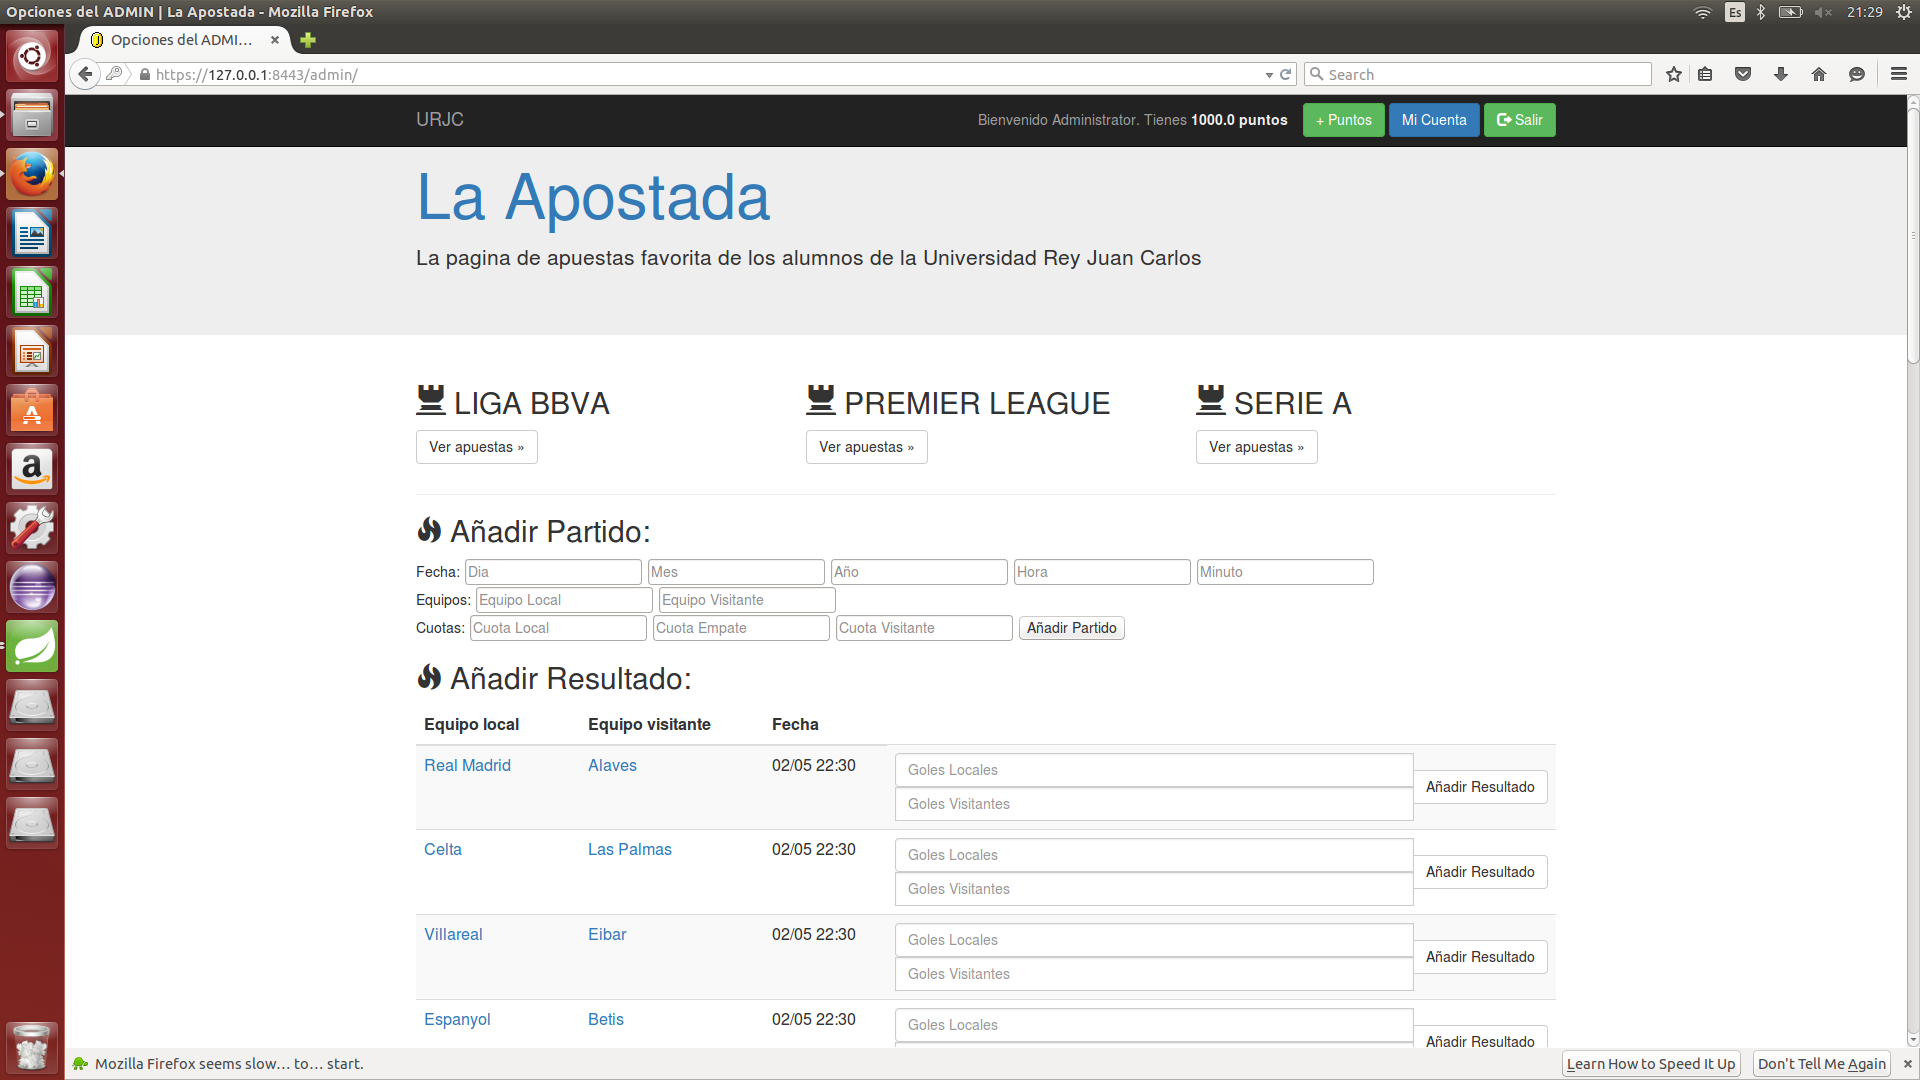 Opciones del ADMIN | La Apostada - Mozilla Firefox
Es
21:29
Opciones del ADMI...
https://127.0.0.1:8443/admin/
Search
URJC
Bienvenido Administrator. Tienes 1000.0 puntos
+ Puntos
Mi Cuenta
Salir
La Apostada
La pagina de apuestas favorita de los alumnos de la Universidad Rey Juan Carlos
LIGA BBVA
PREMIER LEAGUE
SERIE A
Ver apuestas »
Ver apuestas »
Ver apuestas »
Añadir Partido:
Fecha: Dia Mes Año Hora Minuto
Equipos: Equipo Local Equipo Visitante
Cuotas: Cuota Local Cuota Empate Cuota Visitante Añadir Partido
Añadir Resultado:
Equipo local Equipo visitante Fecha
Real Madrid Alaves 02/05 22:30
Goles Locales
Goles Visitantes
Añadir Resultado
Celta Las Palmas 02/05 22:30
Goles Locales
Goles Visitantes
Añadir Resultado
Villareal Eibar 02/05 22:30
Goles Locales
Goles Visitantes
Añadir Resultado
Espanyol Betis 02/05 22:30
Goles Locales
Añadir Resultado
Mozilla Firefox seems slow... to... start.
Learn How to Speed It Up
Don't Tell Me Again